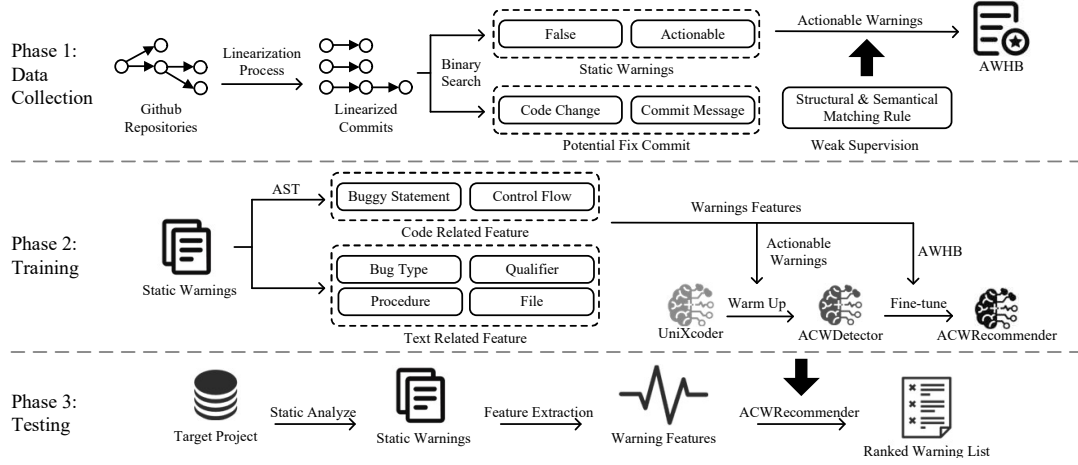 Phase 1:
Data
Collection
Github
Repositories
Linearization
Process
Linearized
Commits
Binary
Search
False
Actionable
Static Warnings
Code Change
Commit Message
Potential Fix Commit
Actionable Warnings
AWHB
Structural & Semantical
Matching Rule
Weak Supervision
Phase 2:
Training
Static Warnings
AST
Buggy Statement
Control Flow
Code Related Feature
Bug Type
Qualifier
Procedure
File
Text Related Feature
Warnings Features
Actionable
Warnings
AWHB
UniXcoder
Warm Up
ACWDetector
Fine-tune
ACWRecommender
Phase 3:
Testing
Target Project
Static Analyze
Static Warnings
Feature Extraction
Warning Features
ACWRecommender
Ranked Warning List